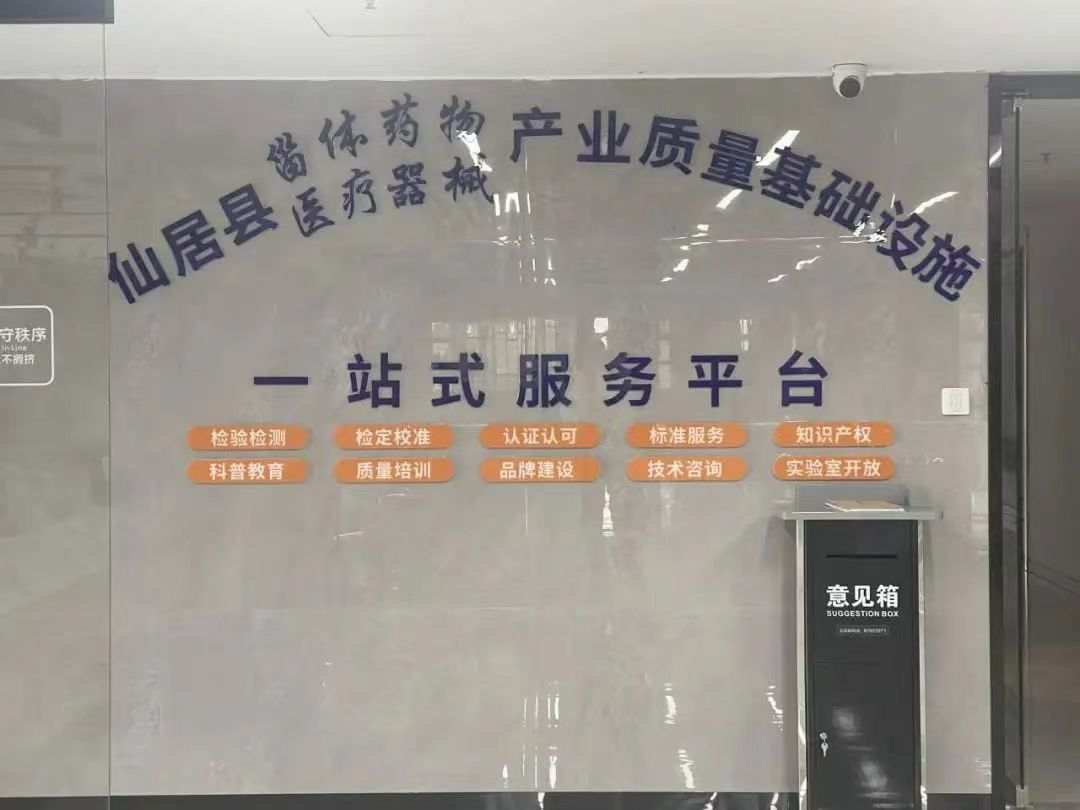 仙居县
甾体药物
医疗器械
产业质量基础设施
一站式服务平台
检验检测 检定校准 认证认可 标准服务 知识产权
科普教育 质量培训 品牌建设 技术咨询 实验室开放
守秩序
In Line
不拥挤
意见箱
SUGGESTION BOX